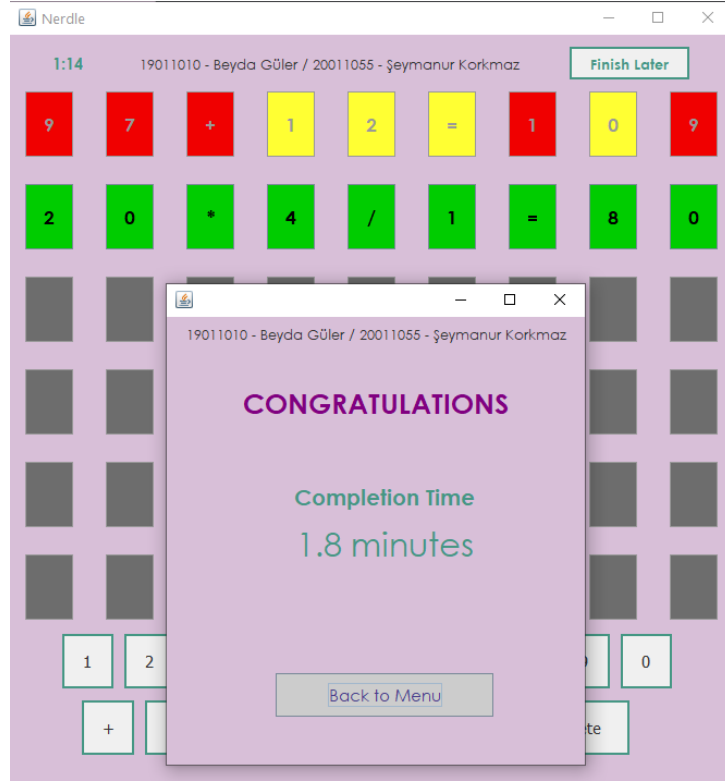 Nerdle
1:14 19011010 - Beyda Güler / 20011055 - Şeymanur Korkmaz Finish Later
9 7 + 1 2 = 1 0 9
2 0 * 4 / 1 = 8 0
19011010 - Beyda Güler / 20011055 - Şeymanur Korkmaz
CONGRATULATIONS
Completion Time
1.8 minutes
Back to Menu
1 2 0
+ te